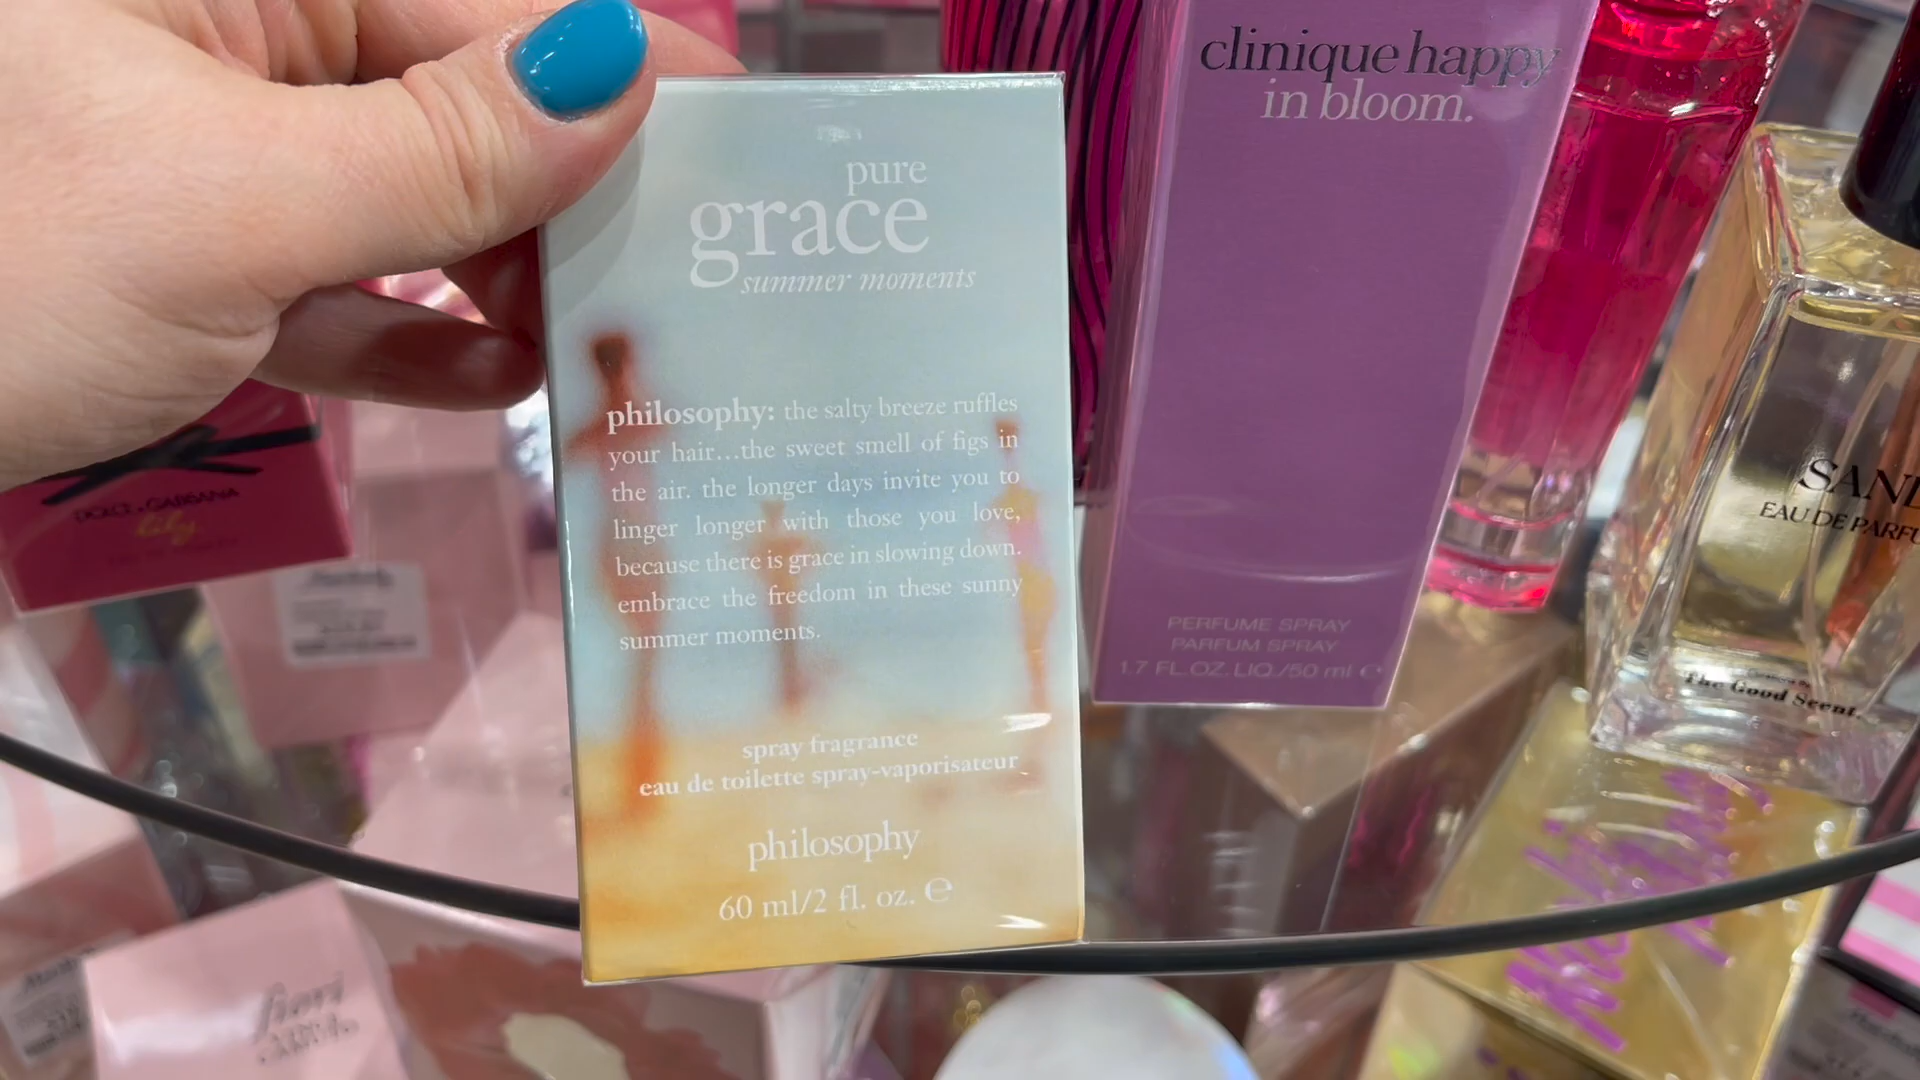 pure
grace
summer moments
philosophy: the salty breeze ruffles
your hair...the sweet smell of figs in
the air. the longer days invite you to
linger longer with those you love,
because there is grace in slowing down.
embrace the freedom in these sunny
summer moments.
spray fragrance
eau de toilette spray-vaporisateur
philosophy
60 ml/2 fl. oz. ℮
clinique happy
in bloom.
PERFUME SPRAY
PARFUM SPRAY
1.7 FL.OZ.LIQ./50 ml ℮
EAU DE
The Good Scent.
DOLCE & GABBANA
lily
fiori